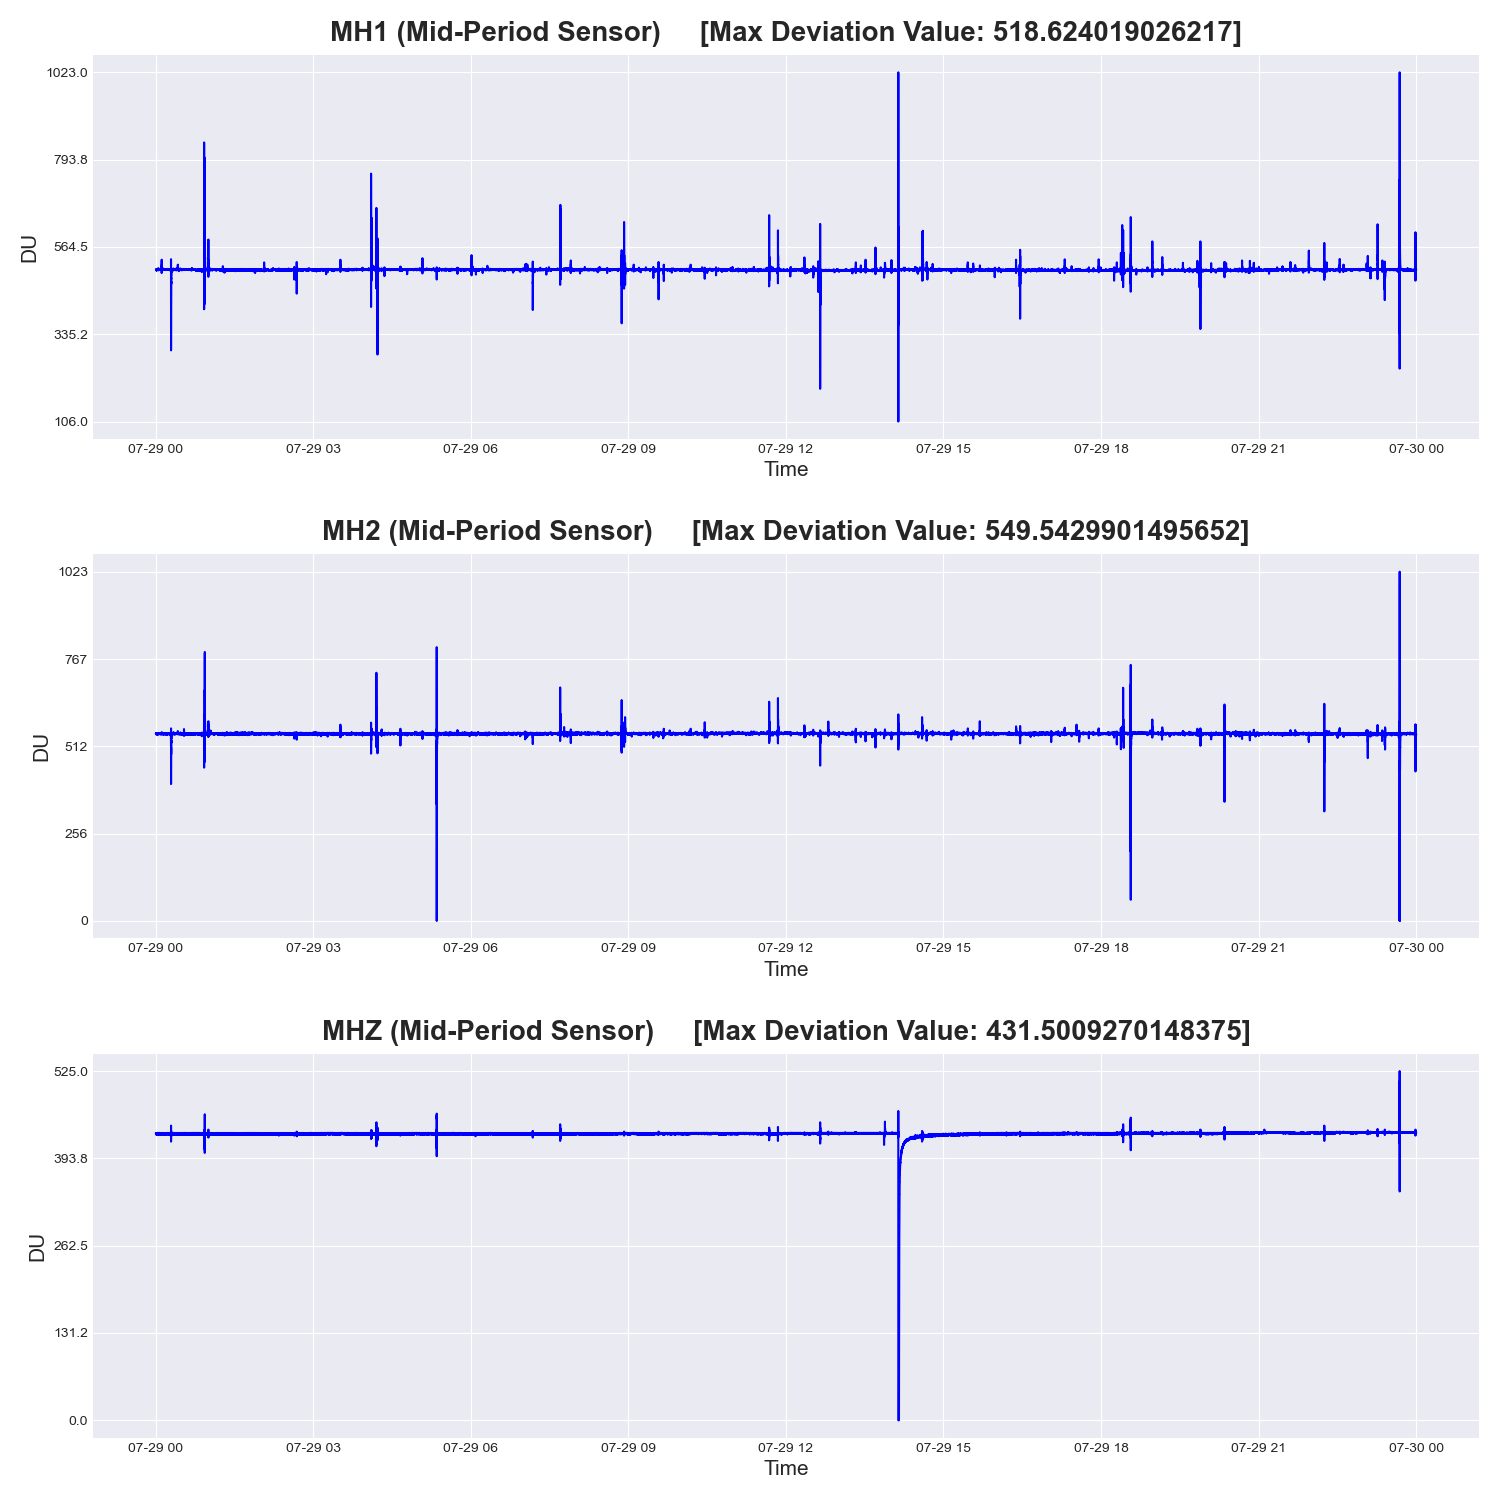 MH1 (Mid-Period Sensor) [Max Deviation Value: 518.624019026217]
1023.0
793.8
564.5
335.2
106.0
DU
07-29 00 07-29 03 07-29 06 07-29 09 07-29 12 07-29 15 07-29 18 07-29 21 07-30 00
Time
MH2 (Mid-Period Sensor) [Max Deviation Value: 549.5429901495652]
1023
767
512
256
0
DU
07-29 00 07-29 03 07-29 06 07-29 09 07-29 12 07-29 15 07-29 18 07-29 21 07-30 00
Time
MHZ (Mid-Period Sensor) [Max Deviation Value: 431.5009270148375]
525.0
393.8
262.5
131.2
0.0
DU
07-29 00 07-29 03 07-29 06 07-29 09 07-29 12 07-29 15 07-29 18 07-29 21 07-30 00
Time